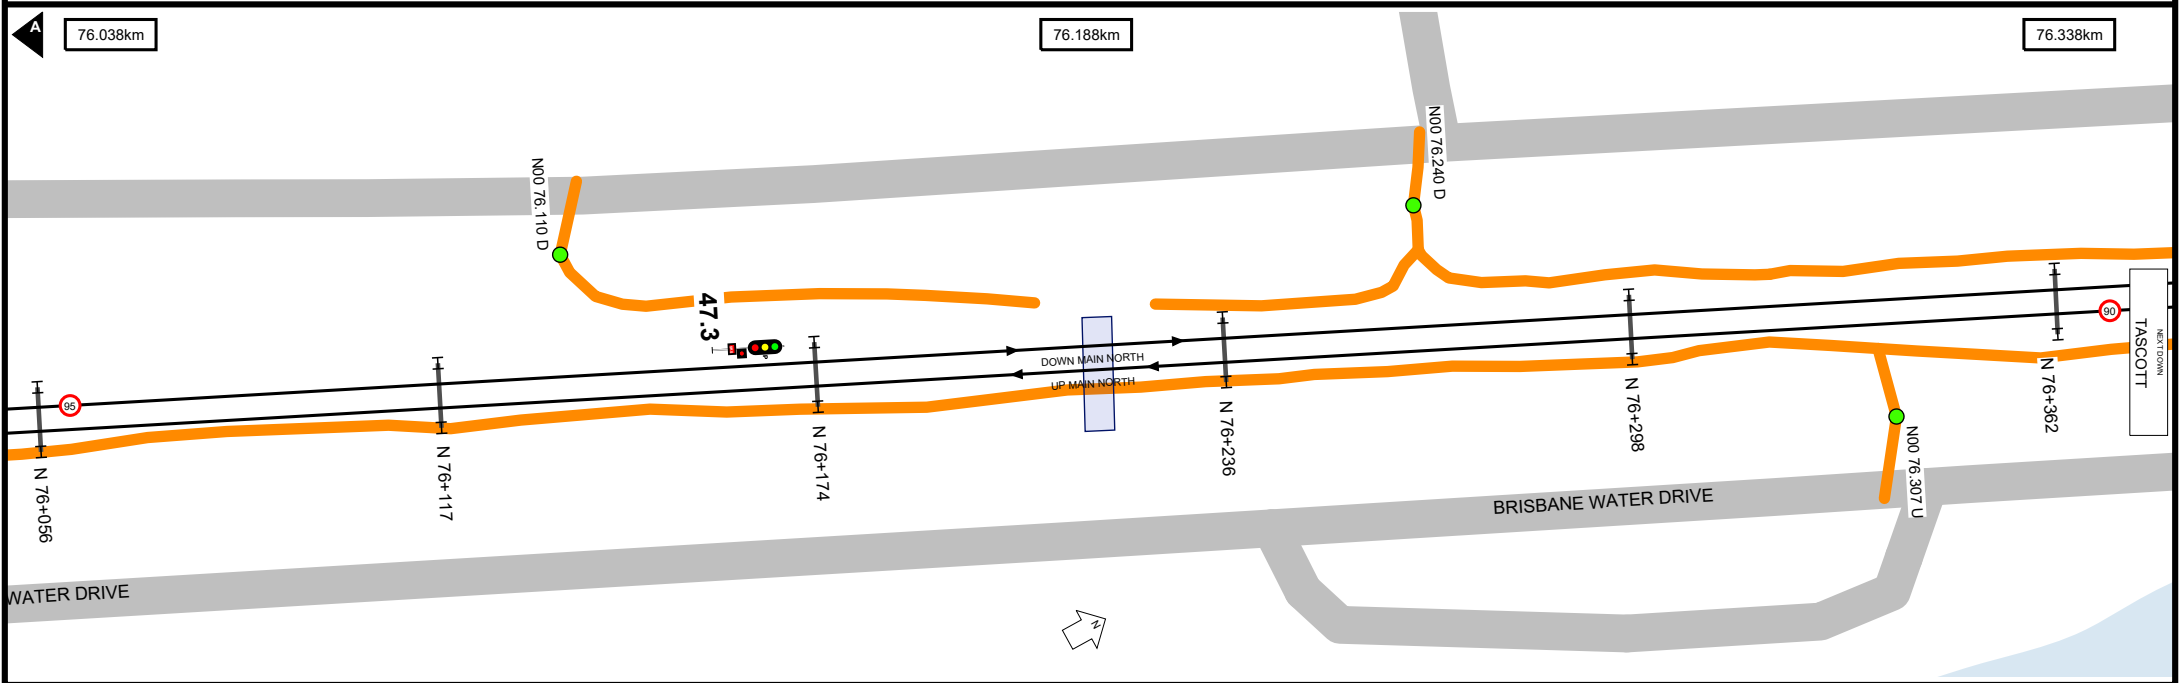 A
76.038km
76.188km
76.338km
N00 76.110 D
N00 76.240 D
47.3
DOWN MAIN NORTH
UP MAIN NORTH
95
90
NEXT DOWN
TASCOTT
N 76+056
N 76+117
N 76+174
N 76+236
N 76+298
N 76+362
N00 76.307 U
BRISBANE WATER DRIVE
WATER DRIVE
N